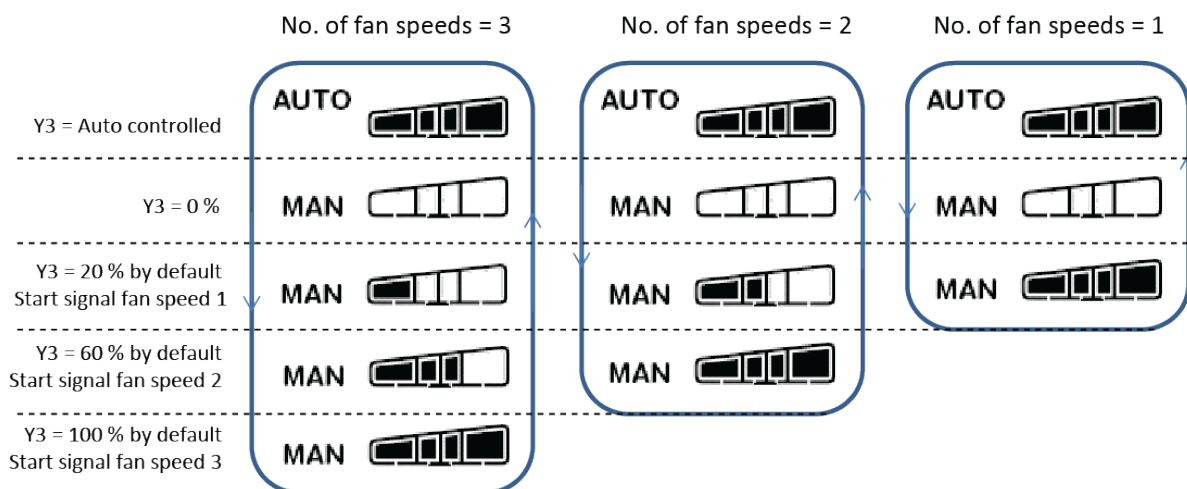 No. of fan speeds = 3
No. of fan speeds = 2
No. of fan speeds = 1
Y3 = Auto controlled
AUTO
AUTO
AUTO
Y3 = 0 %
MAN
MAN
MAN
Y3 = 20 % by default
Start signal fan speed 1
MAN
MAN
MAN
Y3 = 60 % by default
Start signal fan speed 2
MAN
MAN
Y3 = 100 % by default
Start signal fan speed 3
MAN